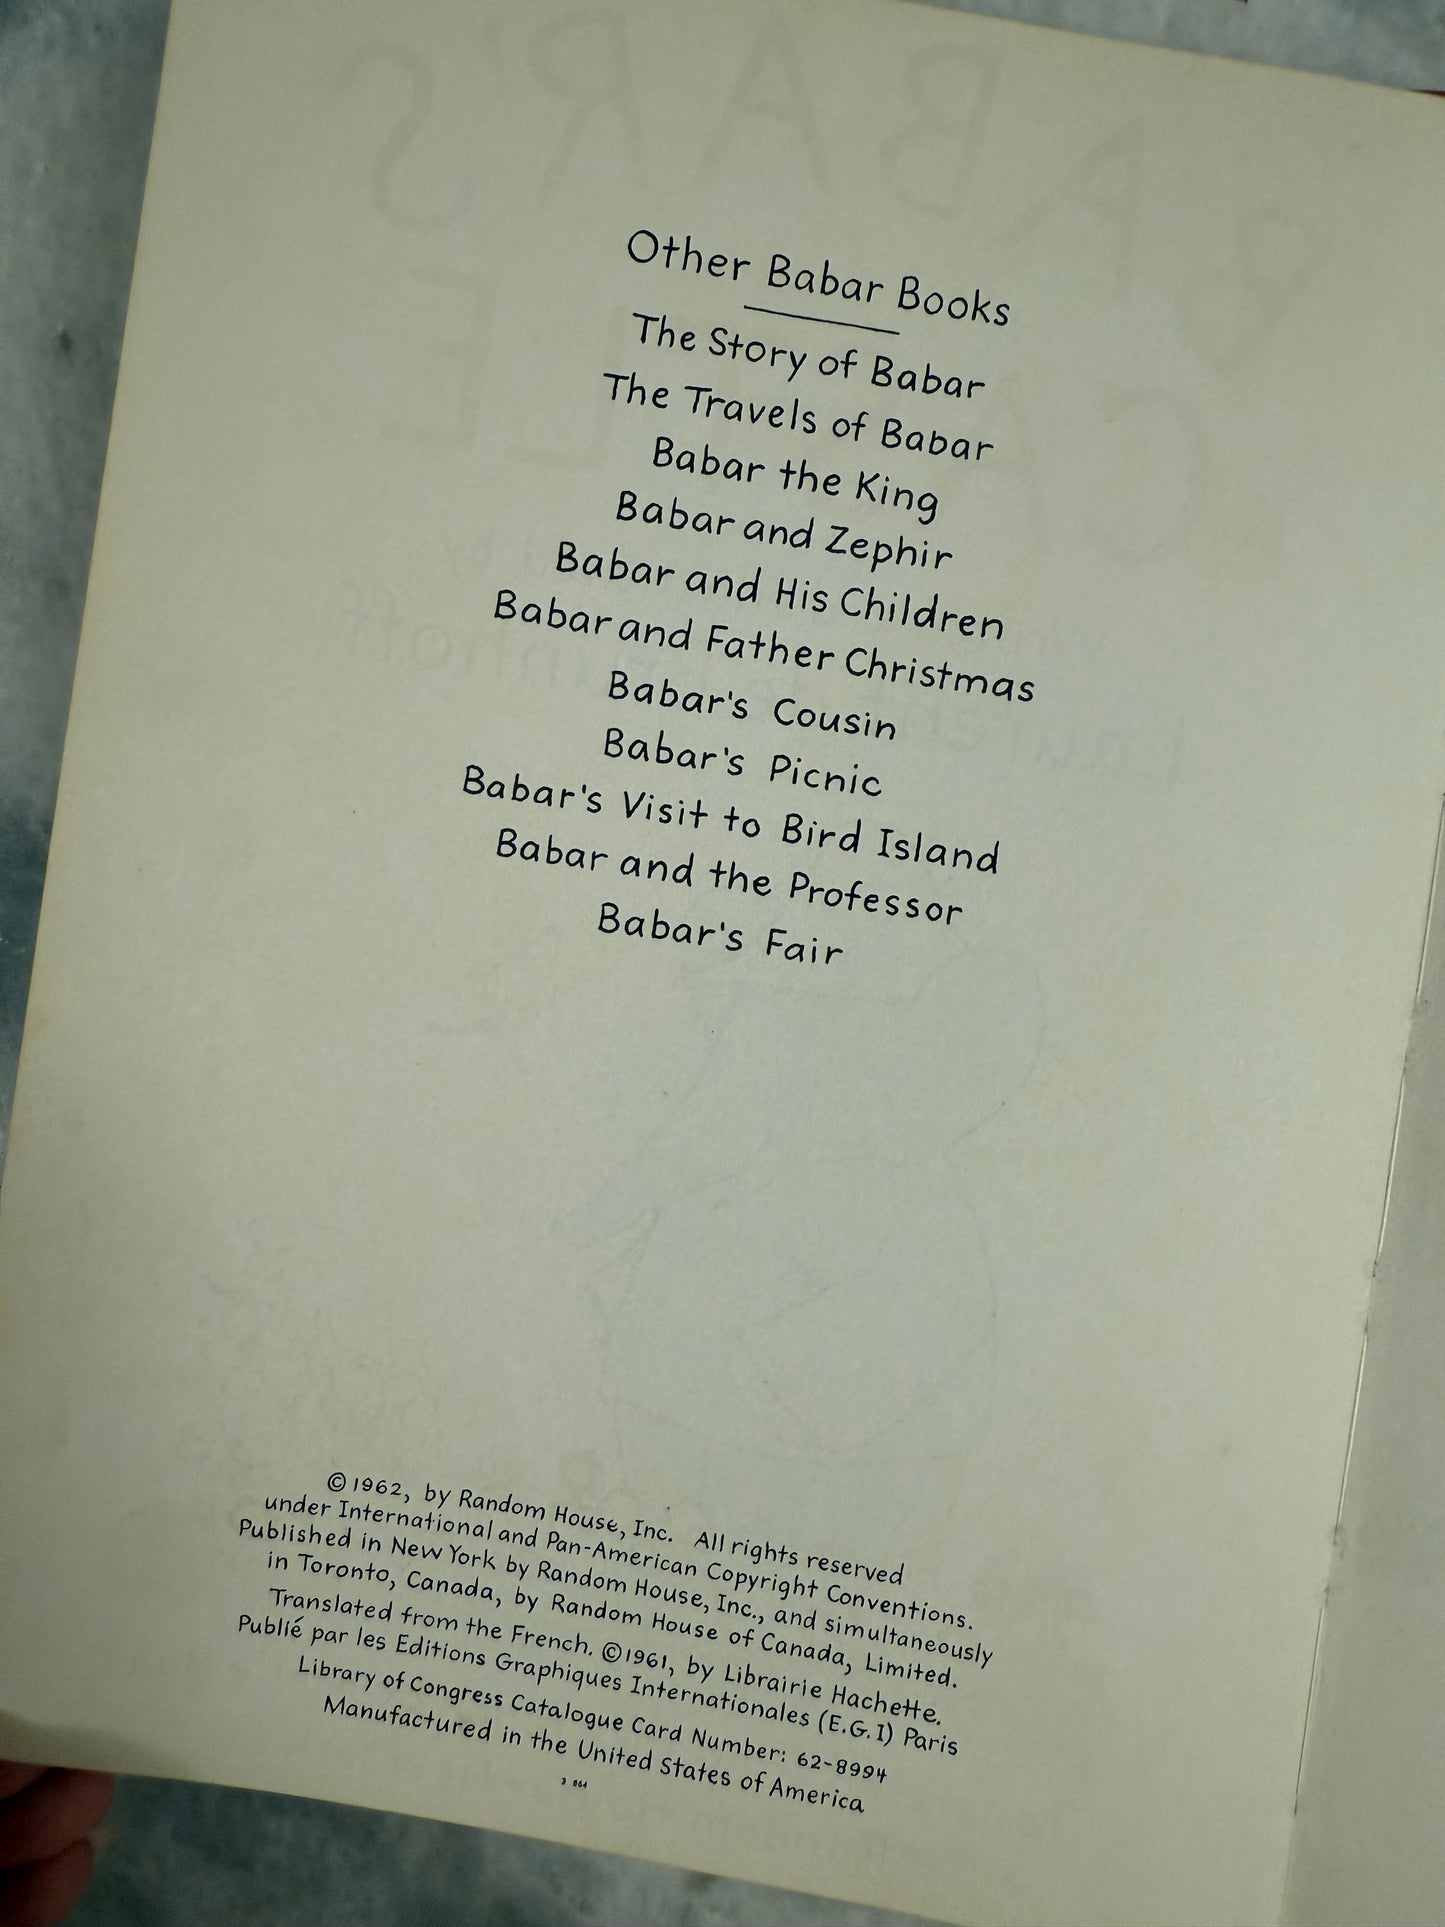 Other Babar Books
The Story of Babar
The Travels of Babar
Babar the King
Babar and Zephir
Babar and His Children
Babar and Father Christmas
Babar's Cousin
Babar's Picnic
Babar's Visit to Bird Island
Babar and the Professor
Babar's Fair
©1962, by Random House, Inc. All rights reserved
under International and Pan-American Copyright Conventions.
Published in New York by Random House, Inc., and simultaneously
in Toronto, Canada, by Random House of Canada, Limited.
Translated from the French. ©1961, by Librairie Hachette.
Publié par les Editions Graphiques Internationales (E.G.I) Paris
Library of Congress Catalogue Card Number: 62-8994
Manufactured in the United States of America